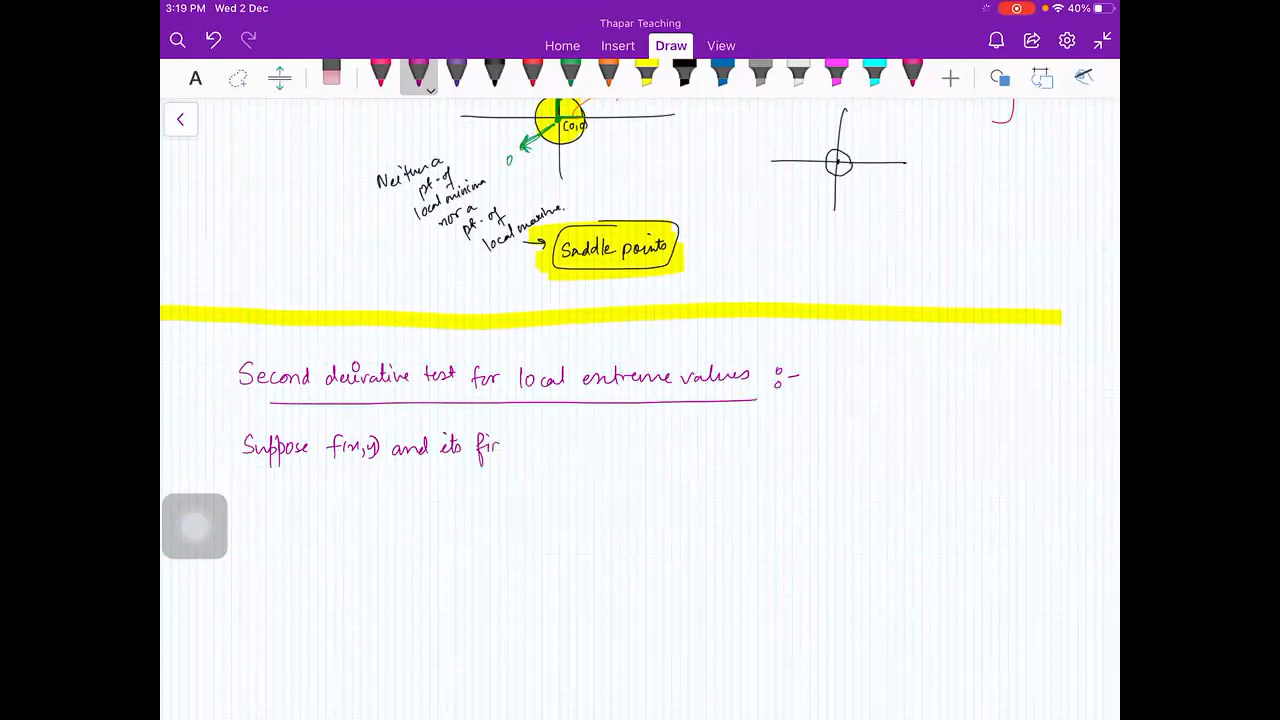 3:19 PM Wed 2 Dec
40%
Thapar Teaching
Home Insert Draw View
A
(0,0)
0
Neither a
pt. of
local minima
nor a
pt. of
local maxima.
Saddle points
Second derivative test for local extreme values :-
Suppose f(x,y) and its fir